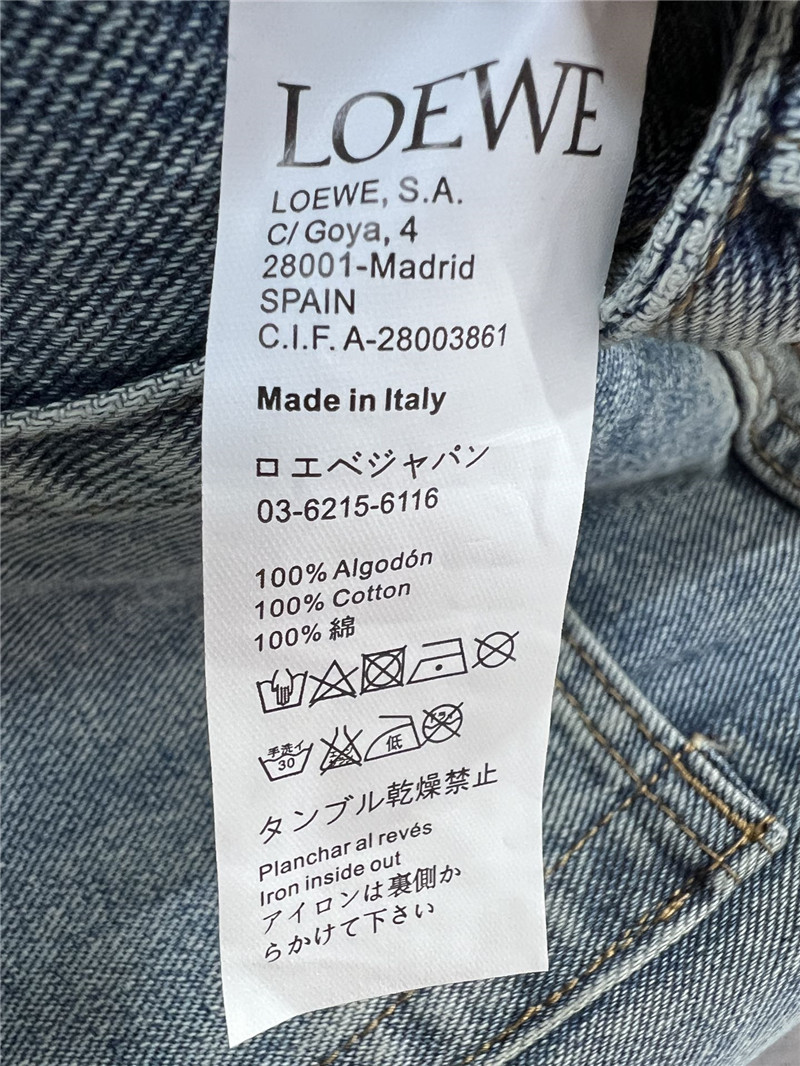 LOEWE
LOEWE, S.A.
C/ Goya, 4
28001-Madrid
SPAIN
C.I.F. A-28003861
Made in Italy
ロエベジャパン
03-6215-6116
100% Algodón
100% Cotton
100% 綿
手洗イ
30
低
タンブル乾燥禁止
Planchar al revés
Iron inside out
アイロンは裏側か
らかけて下さい